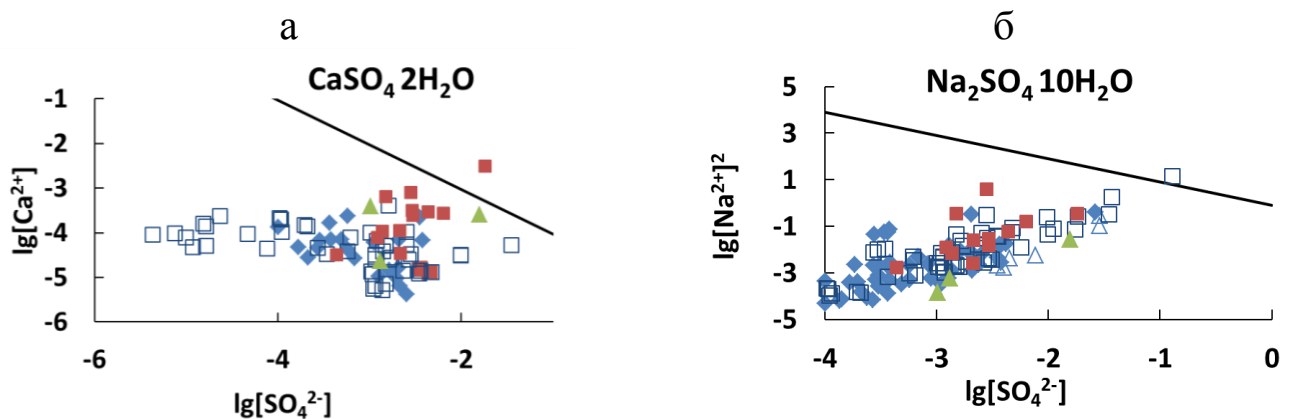 а
CaSO₄ 2H₂O
-1
-2
-3
-4
-5
-6
-6
-4
-2
lg[Ca²⁺]
lg[SO₄²⁻]
б
Na₂SO₄ 10H₂O
5
3
1
-1
-3
-5
-4
-3
-2
-1
0
lg[Na²⁺]²
lg[SO₄²⁻]